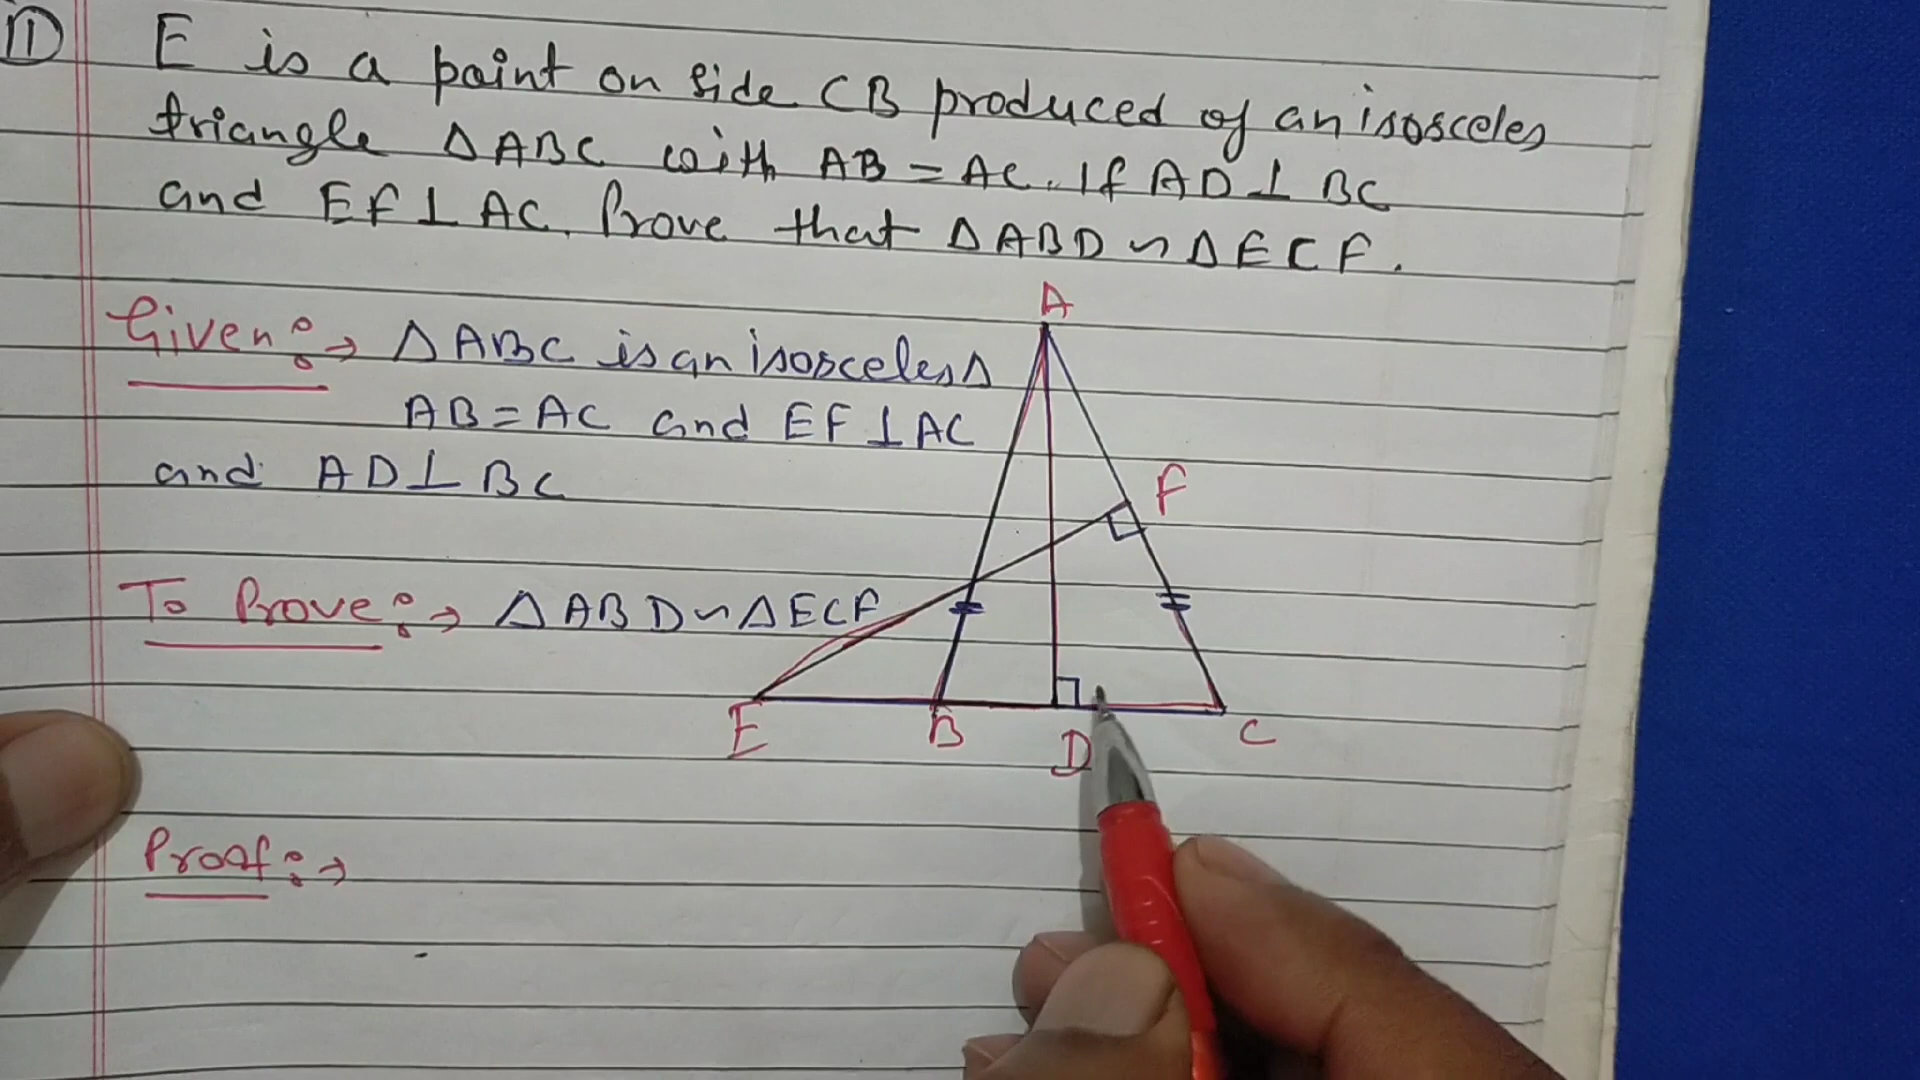 11 E is a point on side CB produced of an isosceles
triangle ΔABC with AB = AC. If AD ⊥ BC
and EF ⊥ AC. Prove that ΔABD ∽ ΔECF.
Given :→ ΔABC is an isosceles Δ
AB = AC and EF ⊥ AC
and AD ⊥ BC
To Prove :→ ΔABD ∽ ΔECF
A
F
E B D C
Proof :→